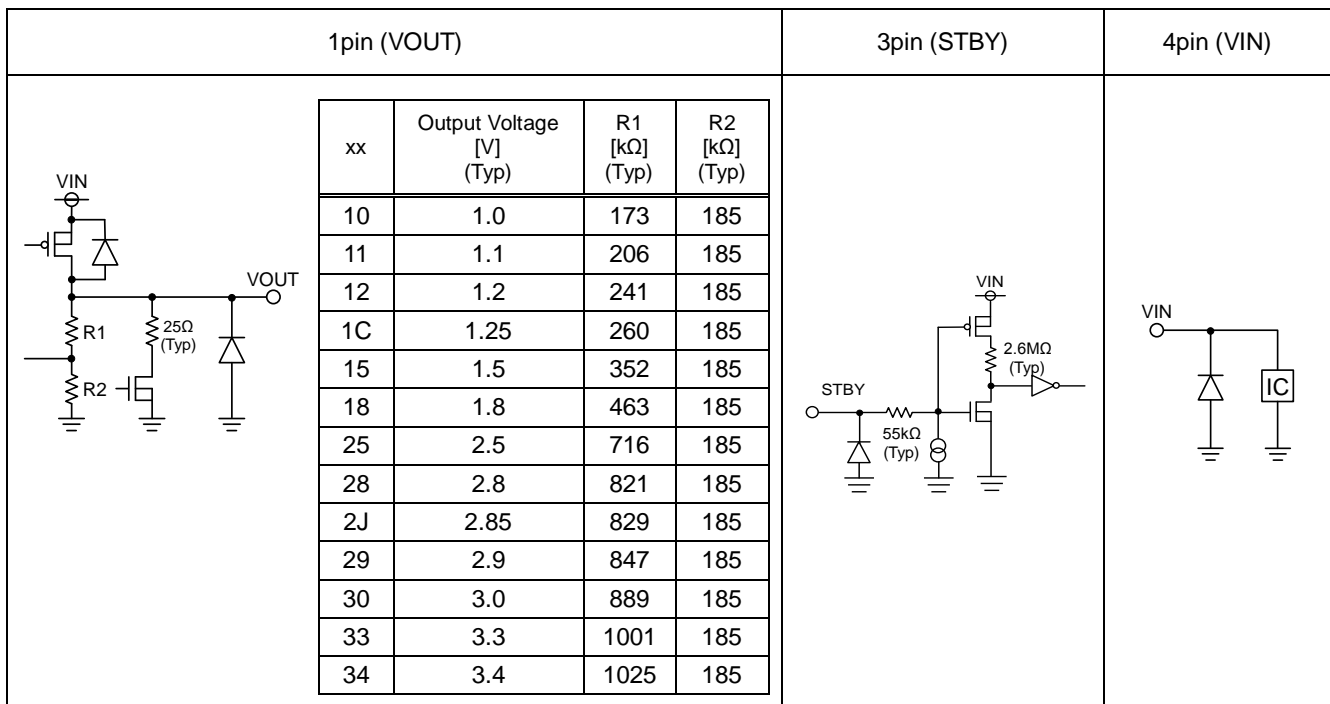 1pin (VOUT)
3pin (STBY)
4pin (VIN)
VIN
VOUT
R1
25Ω
(Typ)
R2
xx
Output Voltage
[V]
(Typ)
R1
[kΩ]
(Typ)
R2
[kΩ]
(Typ)
10 1.0 173 185
11 1.1 206 185
12 1.2 241 185
1C 1.25 260 185
15 1.5 352 185
18 1.8 463 185
25 2.5 716 185
28 2.8 821 185
2J 2.85 829 185
29 2.9 847 185
30 3.0 889 185
33 3.3 1001 185
34 3.4 1025 185
VIN
2.6MΩ
(Typ)
STBY
55kΩ
(Typ)
VIN
IC